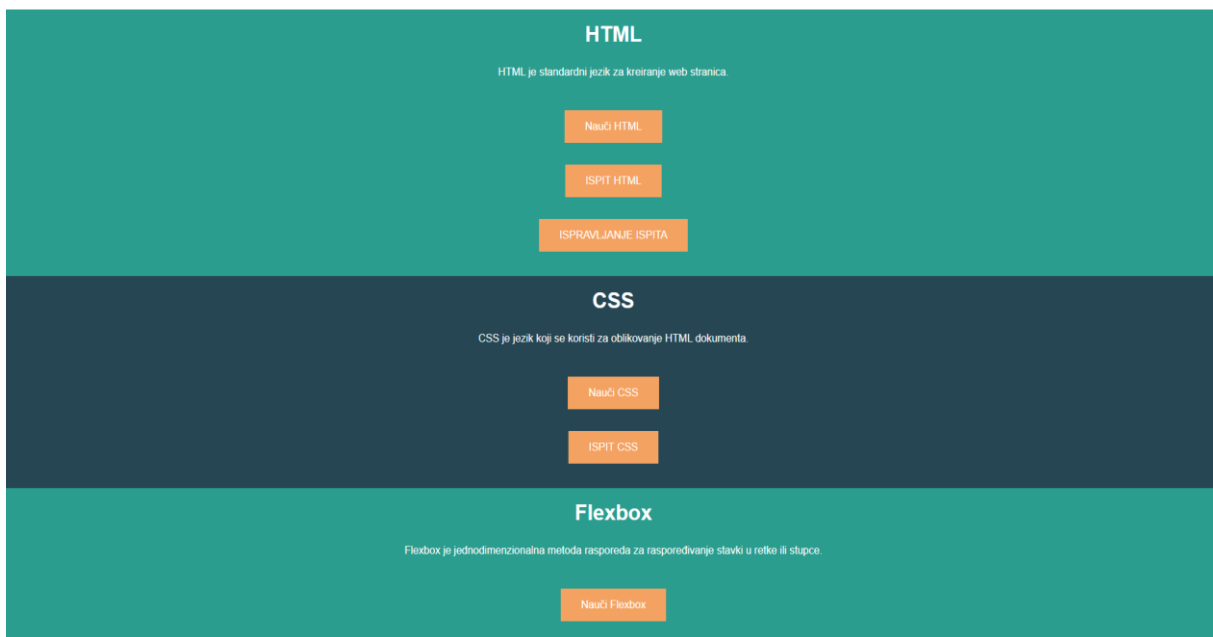 HTML
HTML je standardni jezik za kreiranje web stranica.
Nauči HTML
ISPIT HTML
ISPRAVLJANJE ISPITA
CSS
CSS je jezik koji se koristi za oblikovanje HTML dokumenta.
Nauči CSS
ISPIT CSS
Flexbox
Flexbox je jednodimenzionalna metoda rasporeda za raspoređivanje stavki u retke ili stupce.
Nauči Flexbox